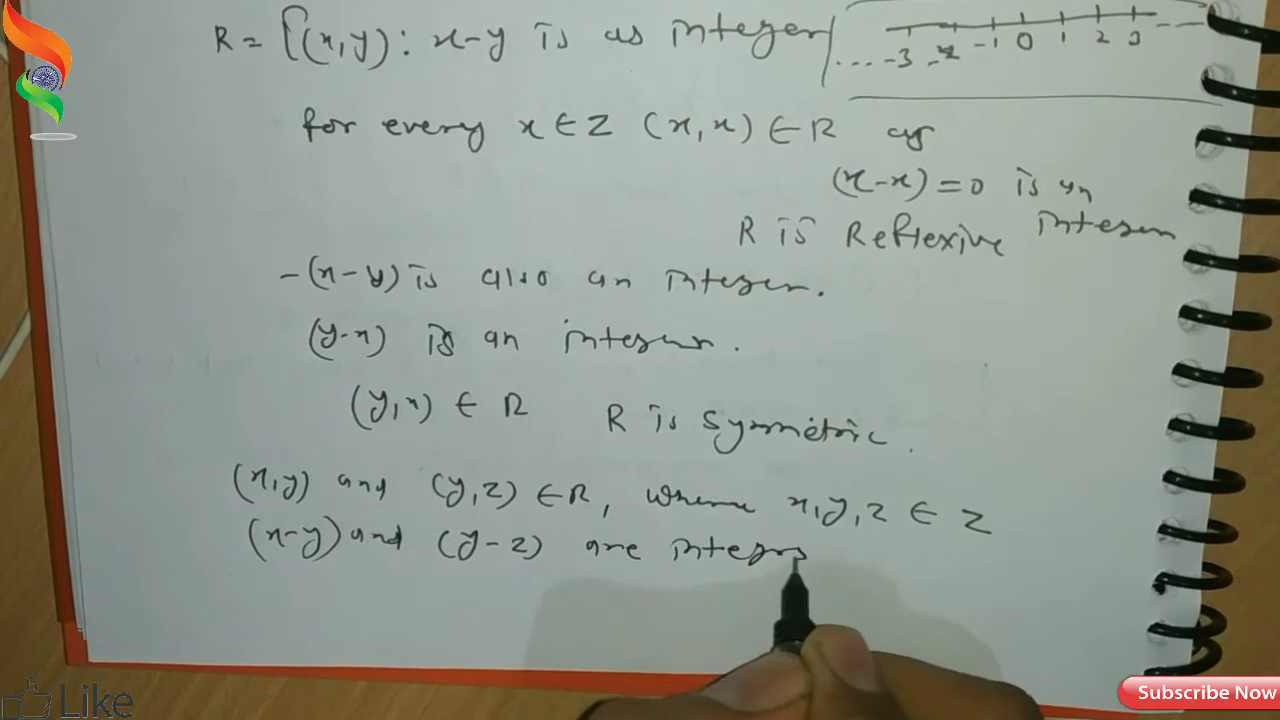 R = {(x,y): x-y is as integer}
... -3 -2 -1 0 1 2 3
for every x ∈ Z (x,x) ∈ R as
(x-x) = 0 is an
integer
R is Reflexive
-(x-y) is also an integer.
(y-x) is an integer.
(y,x) ∈ R R is symmetric.
(x,y) and (y,z) ∈ R, where x,y,z ∈ Z
(x-y) and (y-z) are integers
Like
Subscribe Now